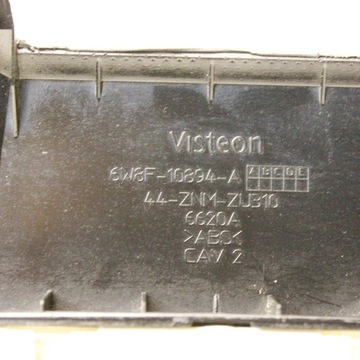 Visteon
6W8F-10894-A A B C D E
44-ZNM-ZU310
6620A
>ABS<
CAV 2